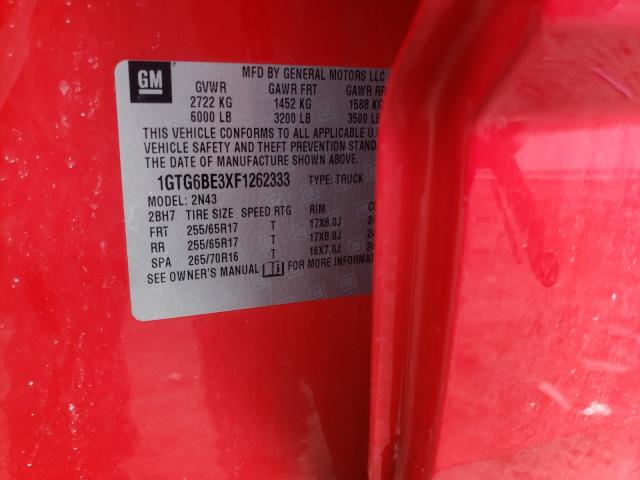 GM
MFD BY GENERAL MOTORS LLC
GVWR GAWR FRT GAWR RR
2722 KG 1452 KG 1588 KG
6000 LB 3200 LB 3500 LB
THIS VEHICLE CONFORMS TO ALL APPLICABLE U.S
VEHICLE SAFETY AND THEFT PREVENTION STAND
THE DATE OF MANUFACTURE SHOWN ABOVE.
1GTG6BE3XF1262333 TYPE: TRUCK
MODEL: 2N43
2BH7 TIRE SIZE SPEED RTG RIM
FRT 255/65R17 T 17X8.0J 24
RR 255/65R17 T 17X8.0J 24
SPA 265/70R16 T 16X7.0J 24
SEE OWNER'S MANUAL FOR MORE INFORMAT